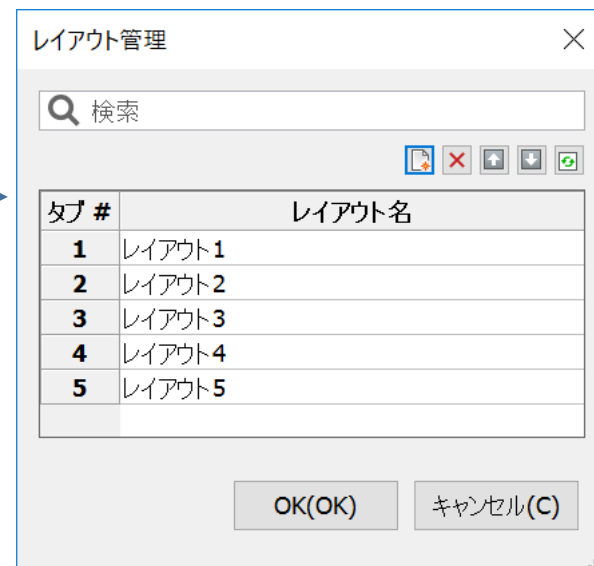 レイアウト管理
検索
タブ # レイアウト名
1 レイアウト1
2 レイアウト2
3 レイアウト3
4 レイアウト4
5 レイアウト5
OK(OK) キャンセル(C)